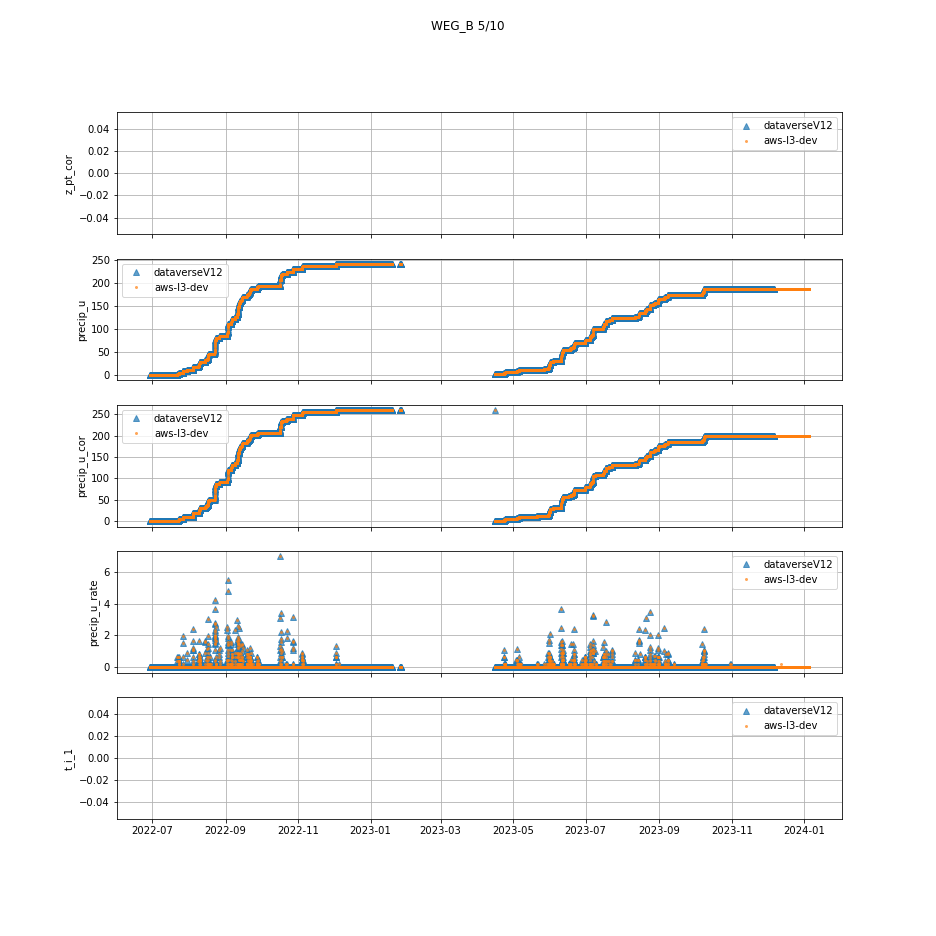 WEG_B 5/10
z_pt_cor
0.04
0.02
0.00
−0.02
−0.04
dataverseV12
aws-l3-dev
precip_u
250
200
150
100
50
0
dataverseV12
aws-l3-dev
precip_u_cor
250
200
150
100
50
0
dataverseV12
aws-l3-dev
precip_u_rate
6
4
2
0
dataverseV12
aws-l3-dev
t_i_1
0.04
0.02
0.00
−0.02
−0.04
dataverseV12
aws-l3-dev
2022-07 2022-09 2022-11 2023-01 2023-03 2023-05 2023-07 2023-09 2023-11 2024-01